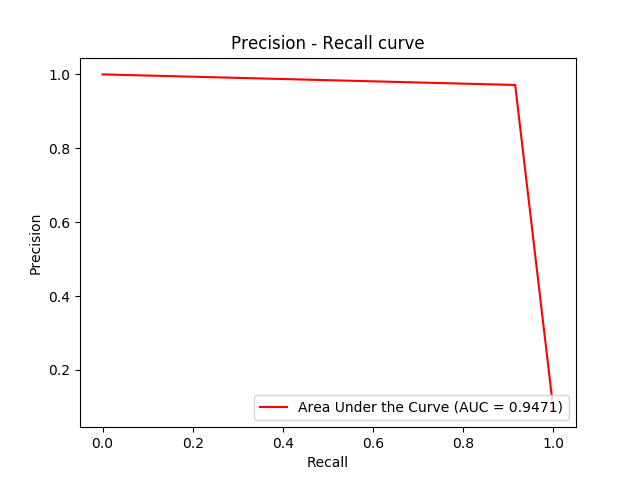 Precision - Recall curve
1.0
0.8
0.6
0.4
0.2
Precision
Area Under the Curve (AUC = 0.9471)
0.0 0.2 0.4 0.6 0.8 1.0
Recall